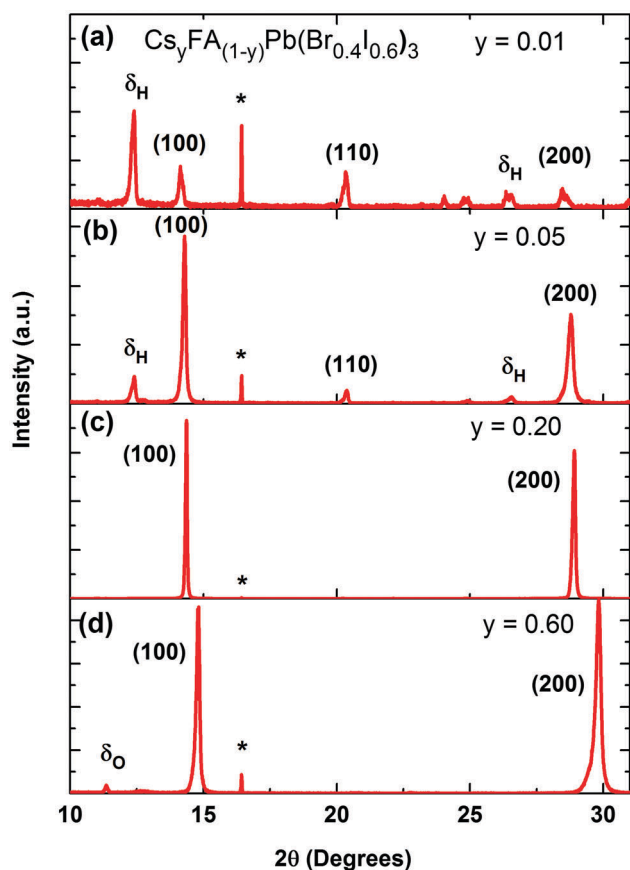 (a) CsyFA(1-y)Pb(Br0.4I0.6)3 y = 0.01
δH
*
(100)
(110)
δH
(200)
(b) (100) y = 0.05
(200)
δH
*
(110)
δH
(c) y = 0.20
(100)
(200)
*
(d) y = 0.60
(100)
(200)
*
δO
10 15 20 25 30
2θ (Degrees)
Intensity (a.u.)